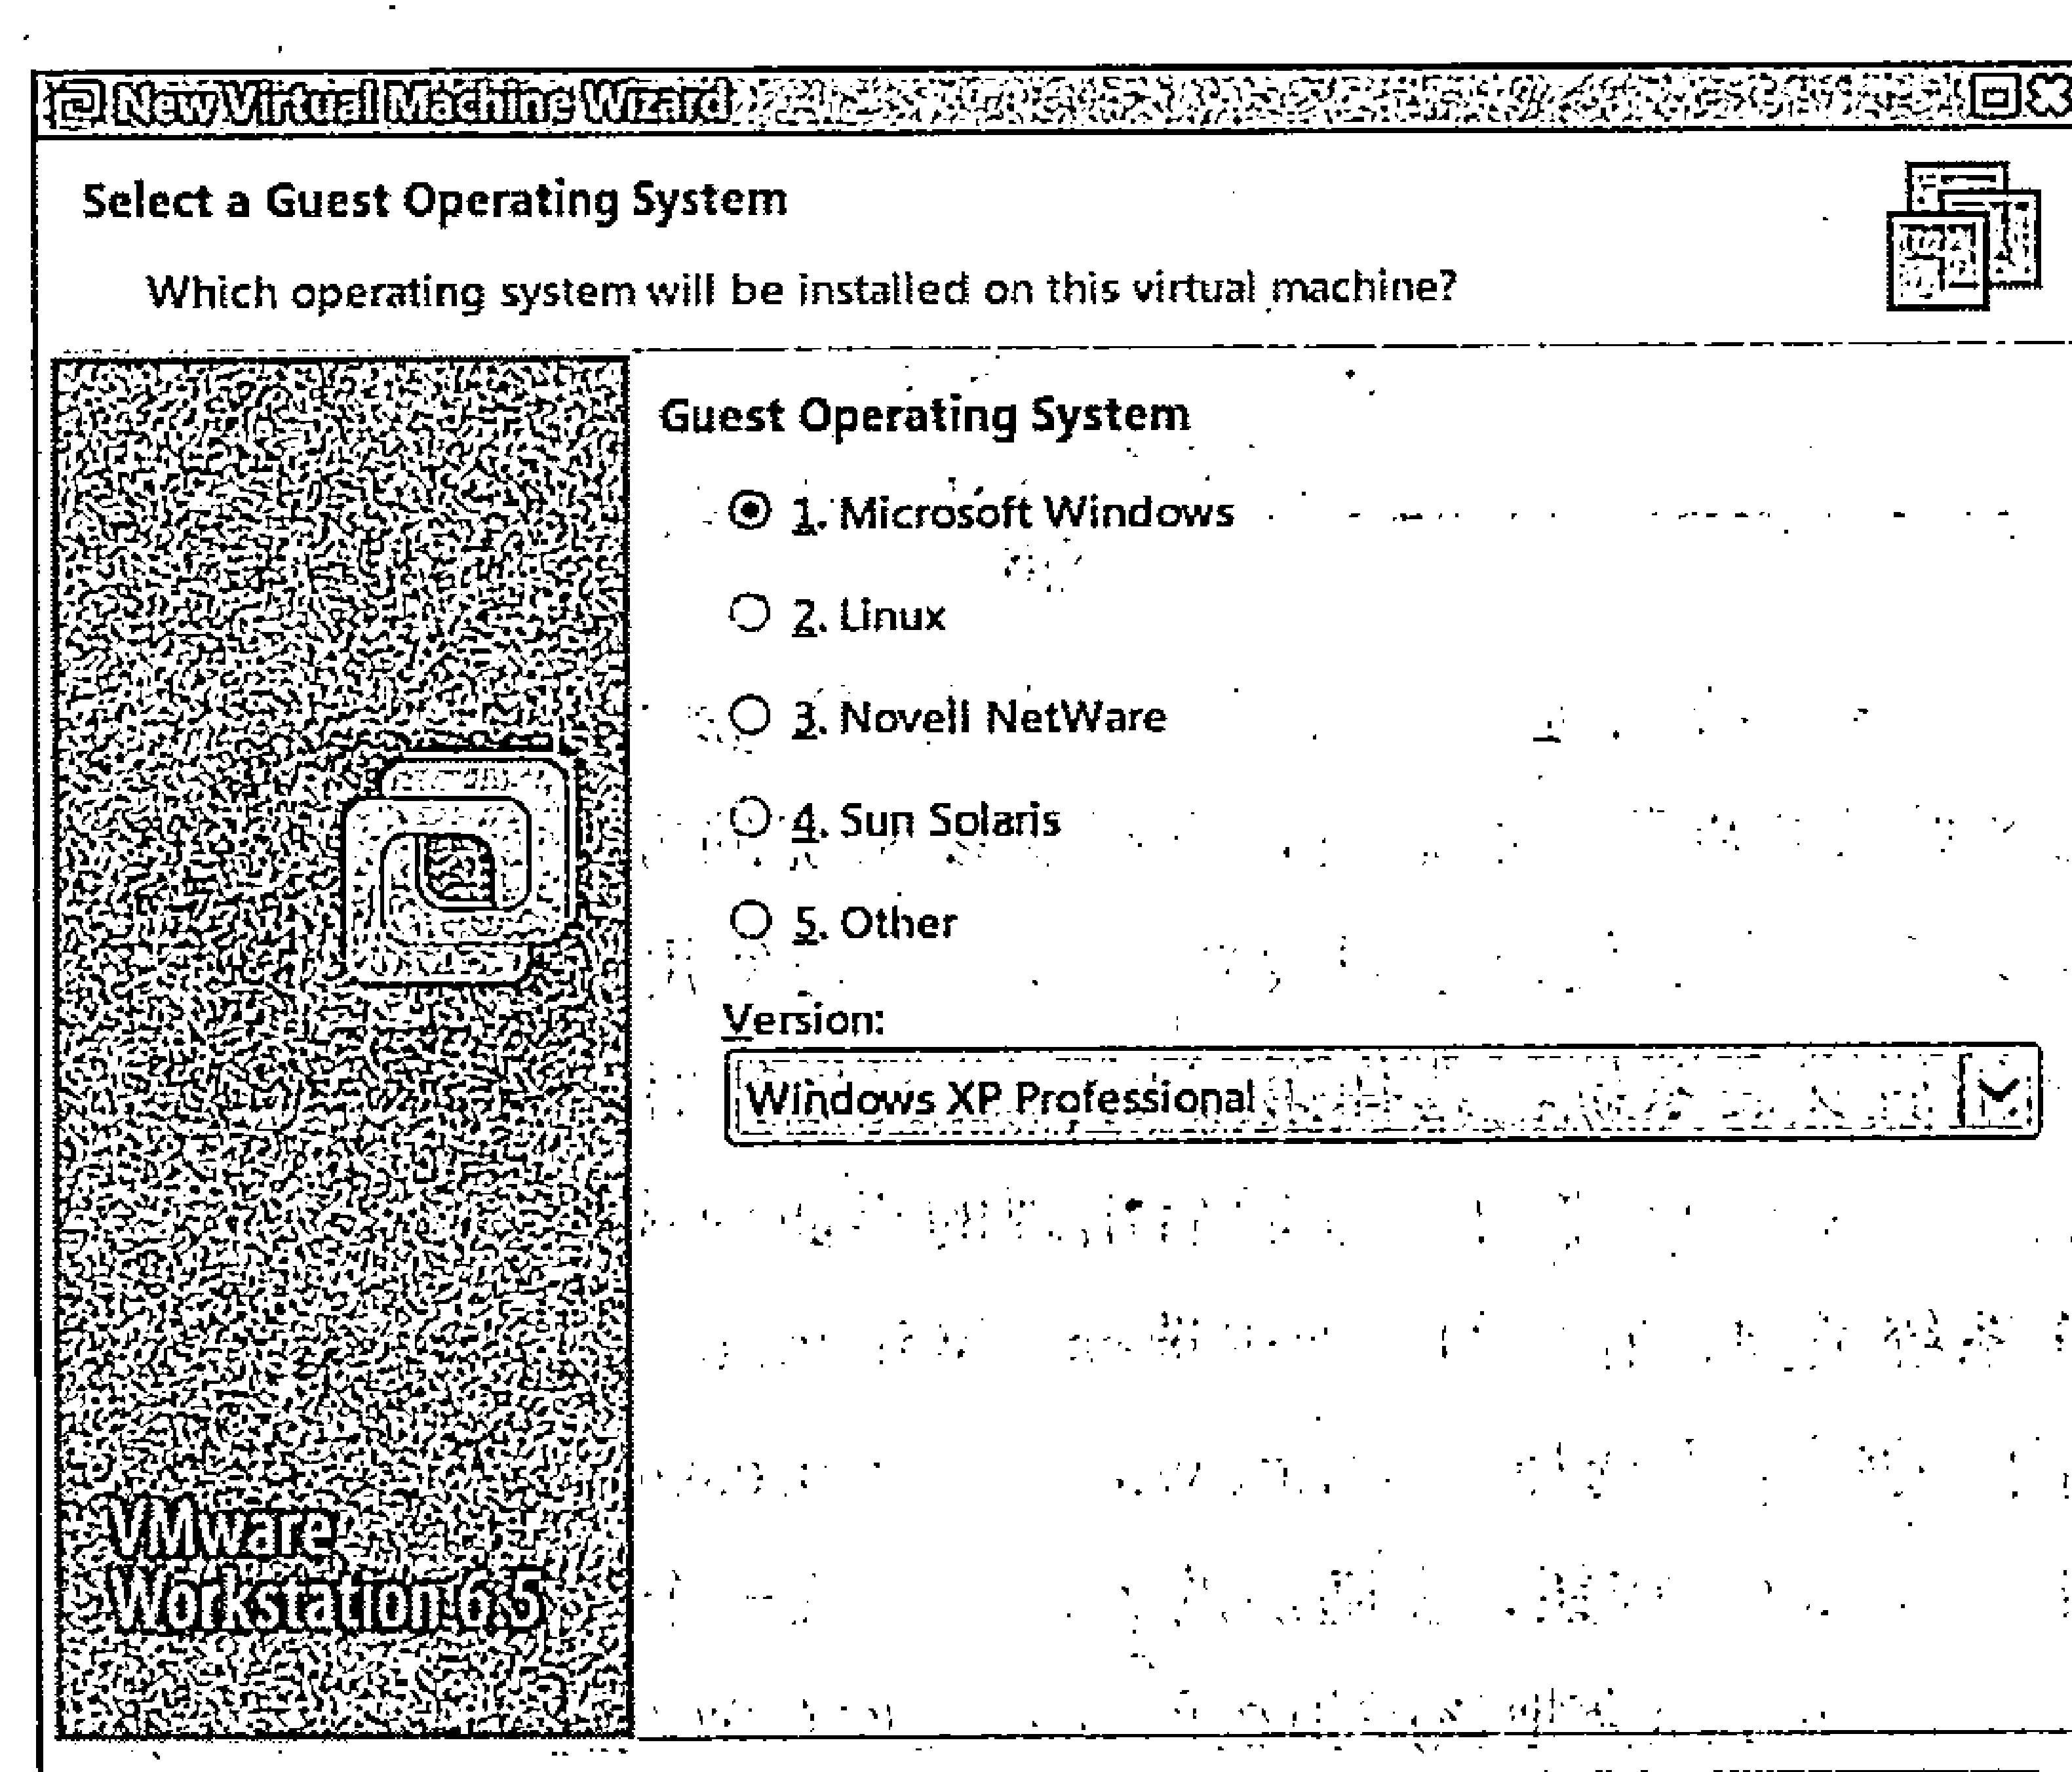 New Virtual Machine Wizard
Select a Guest Operating System
Which operating system will be installed on this virtual machine?
Guest Operating System
1. Microsoft Windows
2. Linux
3. Novell NetWare
4. Sun Solaris
5. Other
Version:
Windows XP Professional
VMware
Workstation 6.5